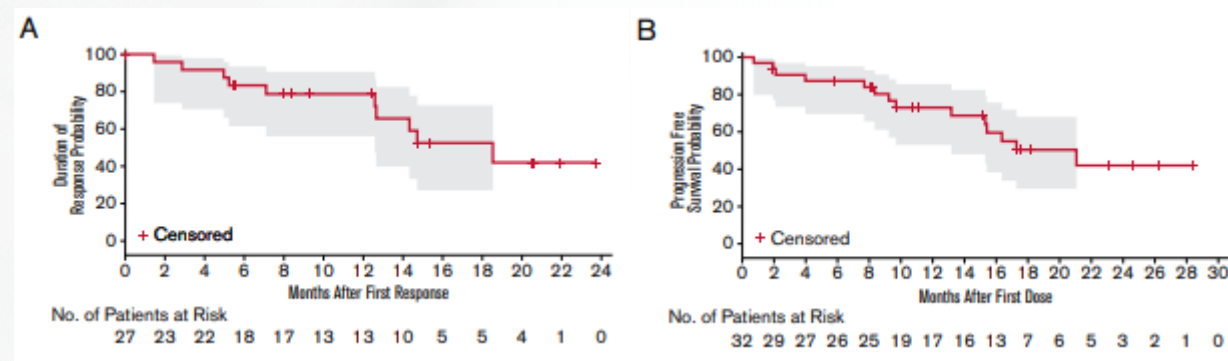 A
100
80
60
40
20
0
Duration of
Response Probability
Censored
0 2 4 6 8 10 12 14 16 18 20 22 24
Months After First Response
No. of Patients at Risk
27 23 22 18 17 13 13 10 5 5 4 1 0
B
100
80
60
40
20
0
Progression Free
Survival Probability
Censored
0 2 4 6 8 10 12 14 16 18 20 22 24 26 28 30
Months After First Dose
No. of Patients at Risk
32 29 27 26 25 19 17 16 13 7 6 5 3 2 1 0